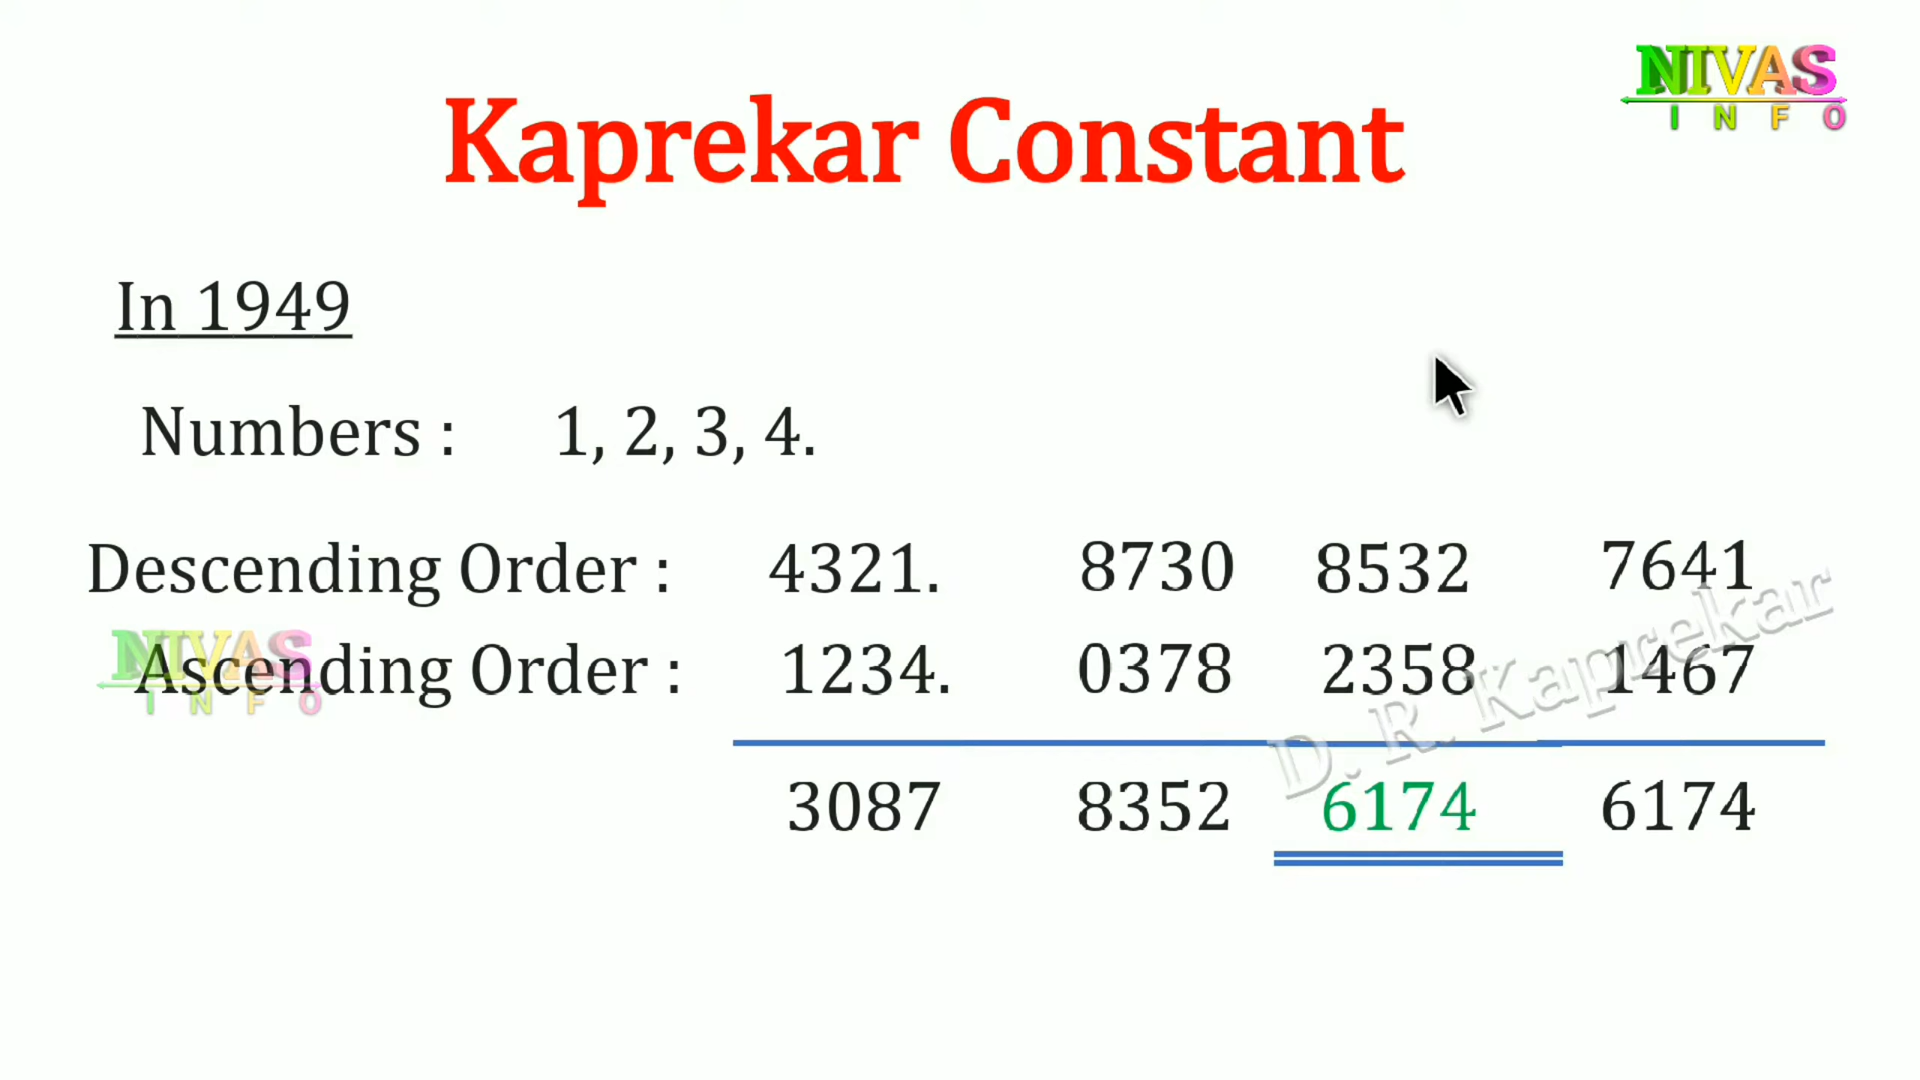 NIVAS
INFO
Kaprekar Constant
In 1949
Numbers : 1, 2, 3, 4.
Descending Order : 4321. 8730 8532 7641
Ascending Order : 1234. 0378 2358 1467
NIVAS
INFO
D. R. Kaprekar
3087 8352 6174 6174